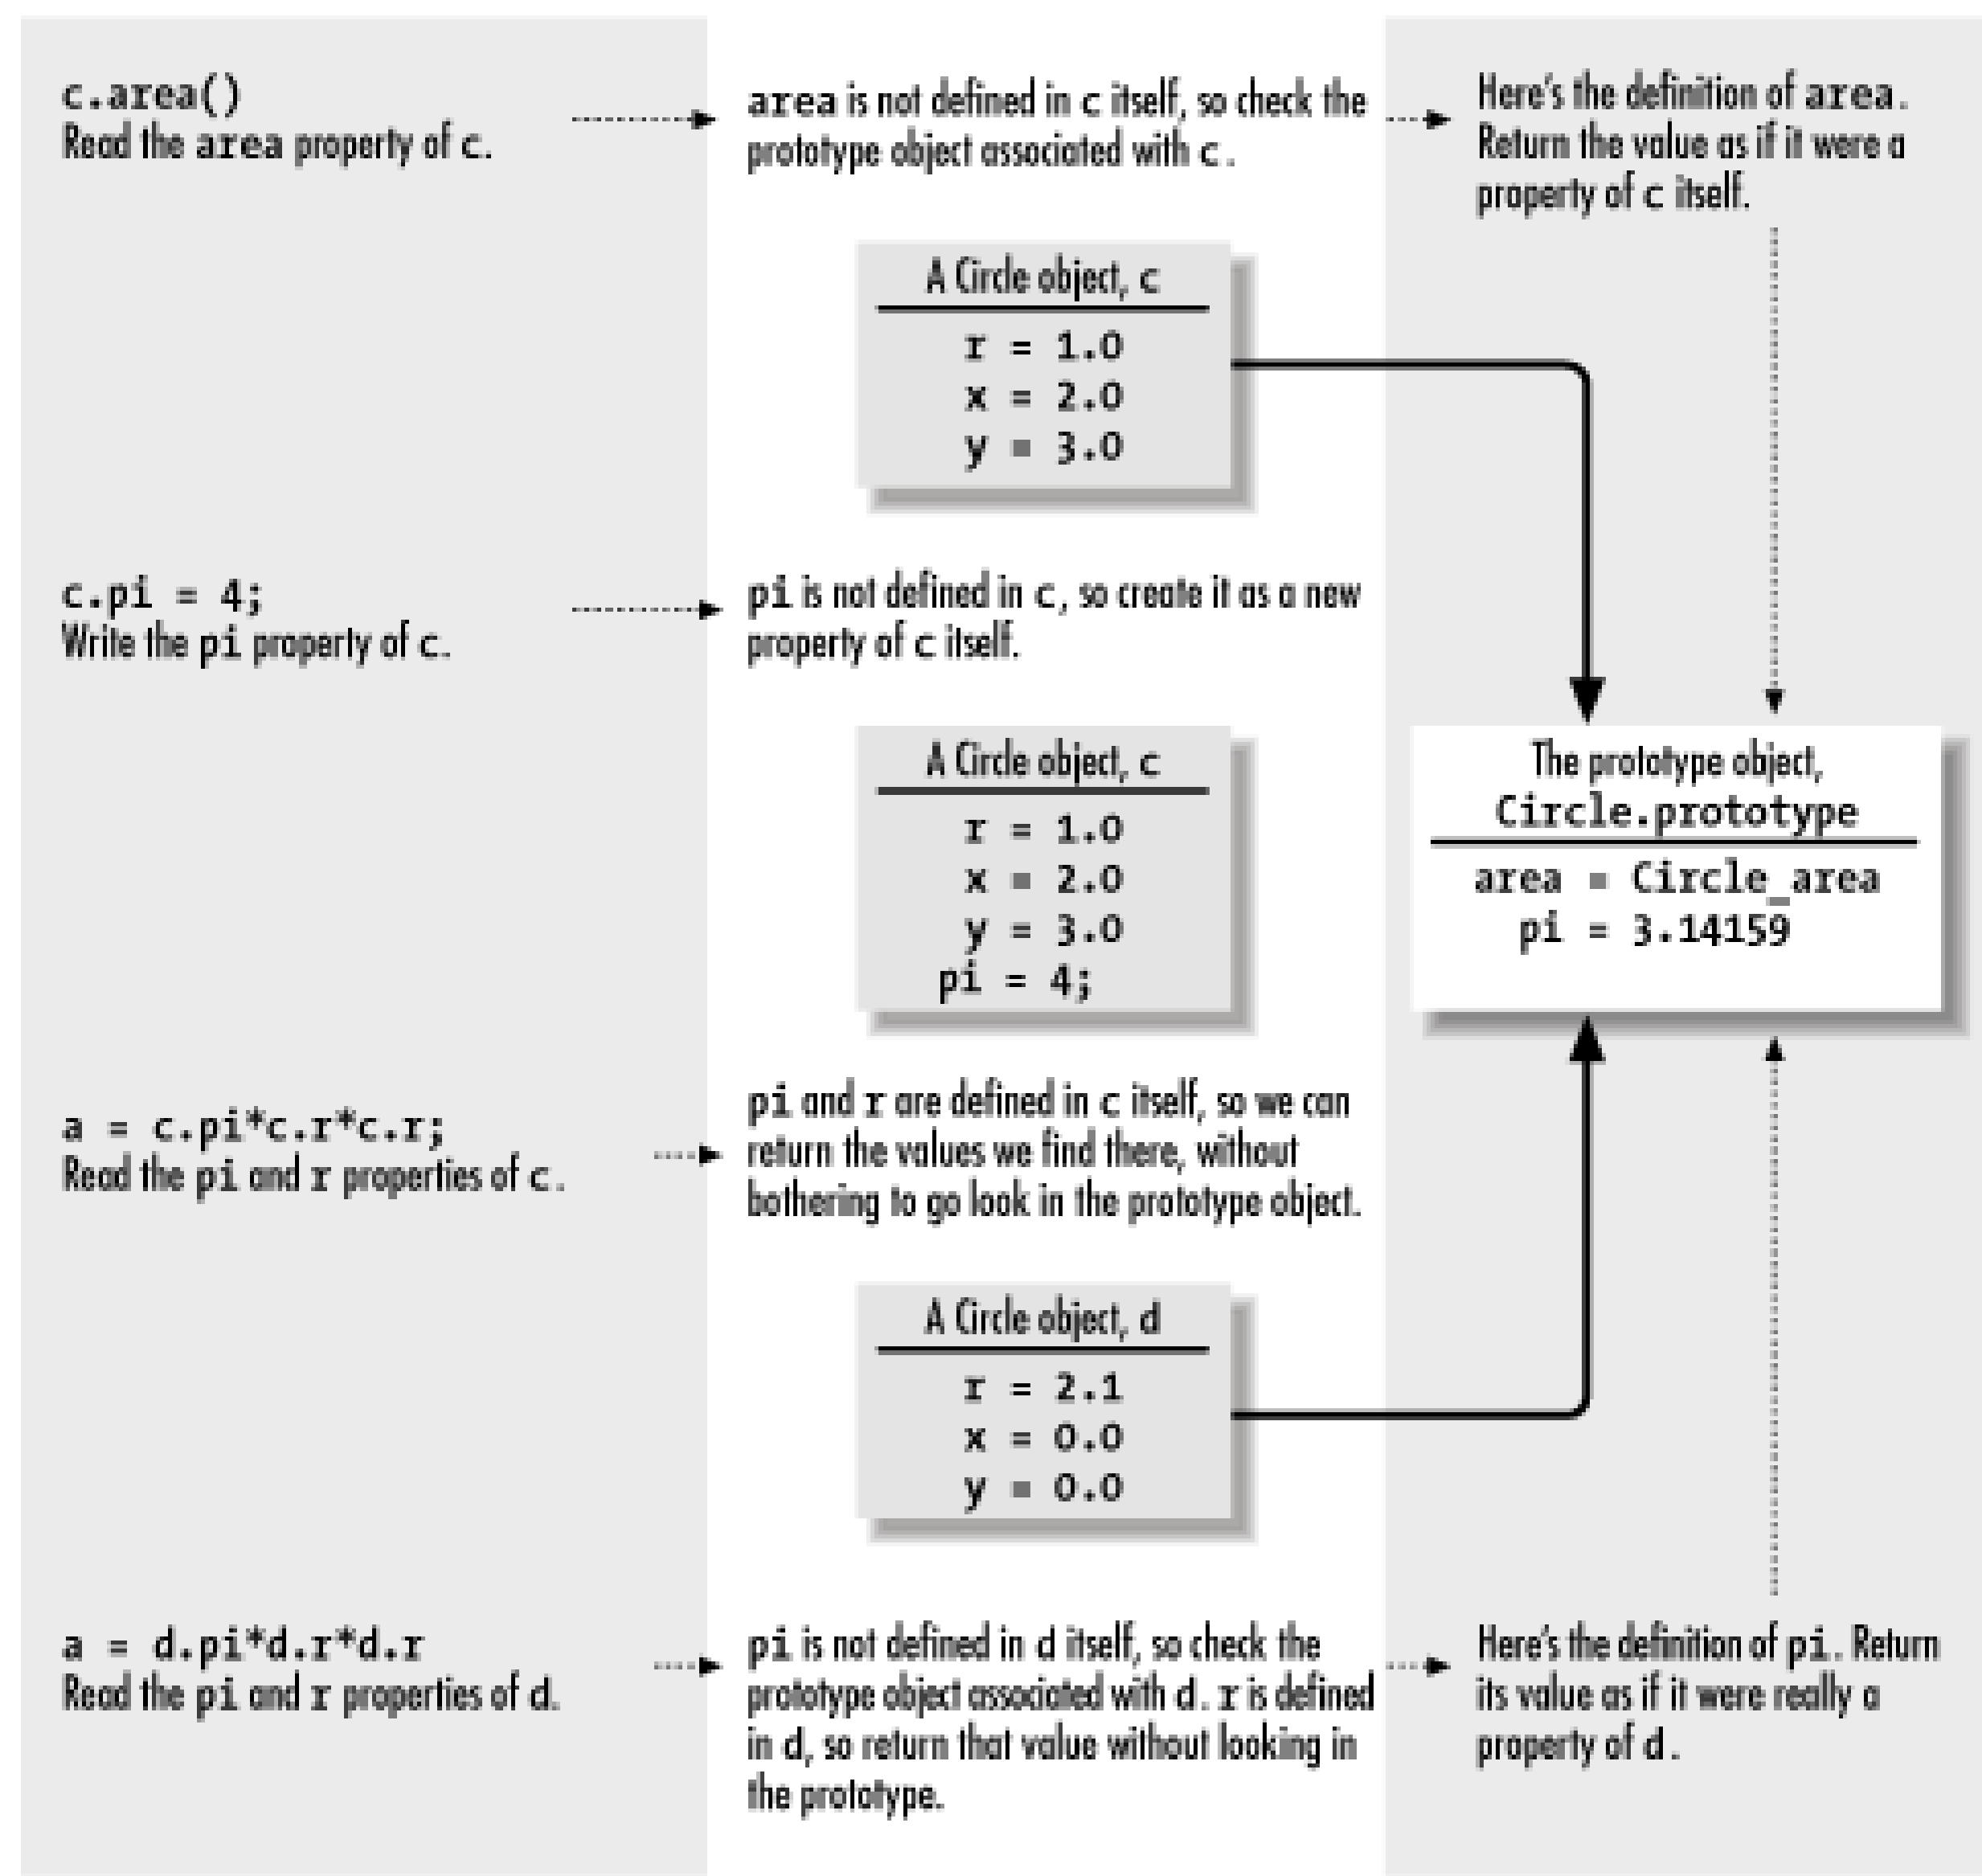 c.area()
Read the area property of c.
area is not defined in c itself, so check the
prototype object associated with c.
Here's the definition of area.
Return the value as if it were a
property of c itself.
A Circle object, c
r = 1.0
x = 2.0
y = 3.0
c.pi = 4;
Write the pi property of c.
pi is not defined in c, so create it as a new
property of c itself.
A Circle object, c
r = 1.0
x = 2.0
y = 3.0
pi = 4;
The prototype object,
Circle.prototype
area = Circle_area
pi = 3.14159
a = c.pi*c.r*c.r;
Read the pi and r properties of c.
pi and r are defined in c itself, so we can
return the values we find there, without
bothering to go look in the prototype object.
A Circle object, d
r = 2.1
x = 0.0
y = 0.0
a = d.pi*d.r*d.r
Read the pi and r properties of d.
pi is not defined in d itself, so check the
prototype object associated with d. r is defined
in d, so return that value without looking in
the prototype.
Here's the definition of pi. Return
its value as if it were really a
property of d.